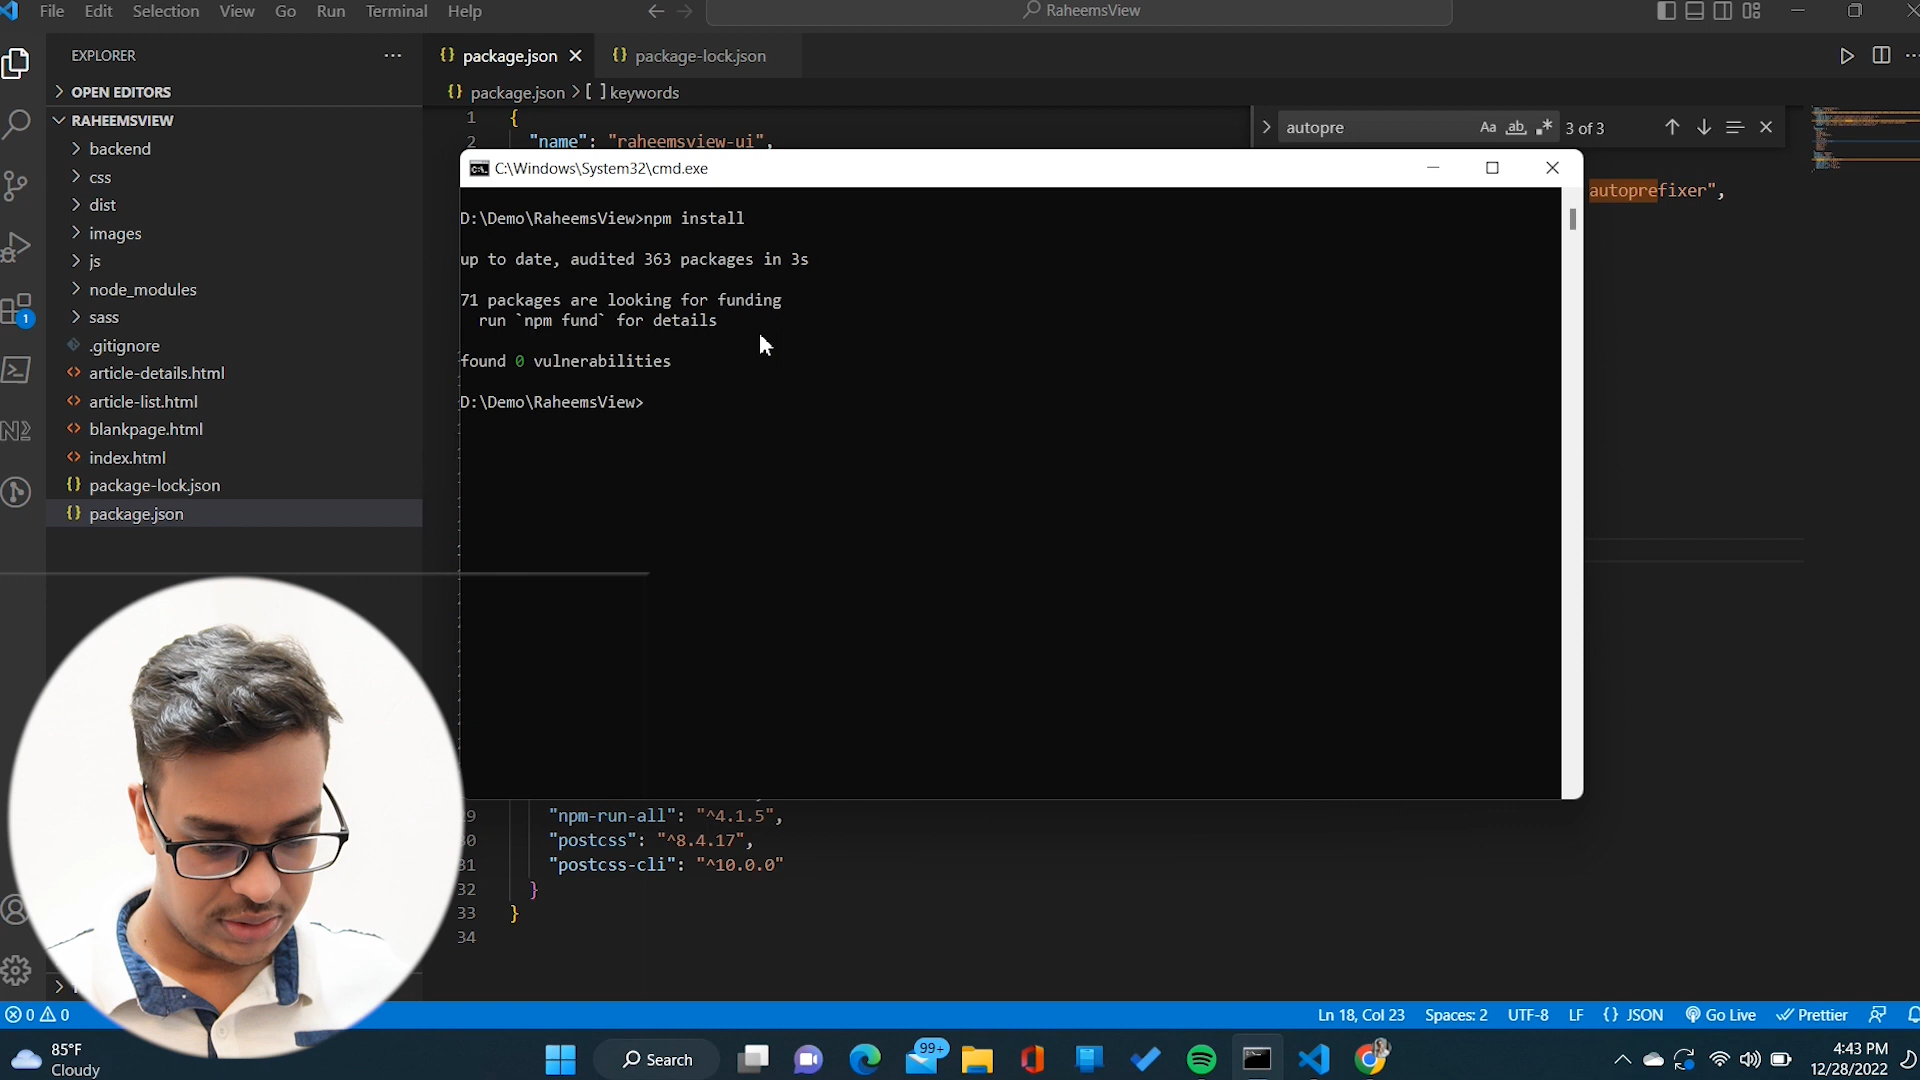 File Edit Selection View Go Run Terminal Help
RaheemsView
EXPLORER
package.json
package-lock.json
OPEN EDITORS
package.json > [ ] keywords
RAHEEMSVIEW
backend
css
dist
images
js
node_modules
sass
.gitignore
article-details.html
article-list.html
blankpage.html
index.html
package-lock.json
package.json
1 {
2 "name": "raheemsview-ui",
autopre
Aa ab 3 of 3
autoprefixer",
C:\Windows\System32\cmd.exe
D:\Demo\RaheemsView>npm install
up to date, audited 363 packages in 3s
71 packages are looking for funding
run `npm fund` for details
found 0 vulnerabilities
D:\Demo\RaheemsView>
"npm-run-all": "^4.1.5",
"postcss": "^8.4.17",
"postcss-cli": "^10.0.0"
32 }
33 }
34
0 0
Ln 18, Col 23 Spaces: 2 UTF-8 LF {} JSON Go Live Prettier
85°F
Cloudy
Search
99+
4:43 PM
12/28/2022
1